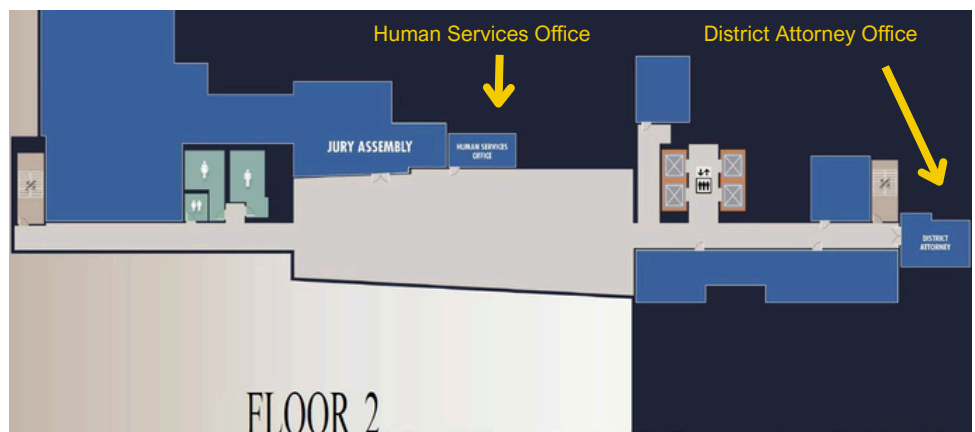 Human Services Office
District Attorney Office
JURY ASSEMBLY
HUMAN SERVICES
OFFICE
DISTRICT
ATTORNEY
FLOOR 2